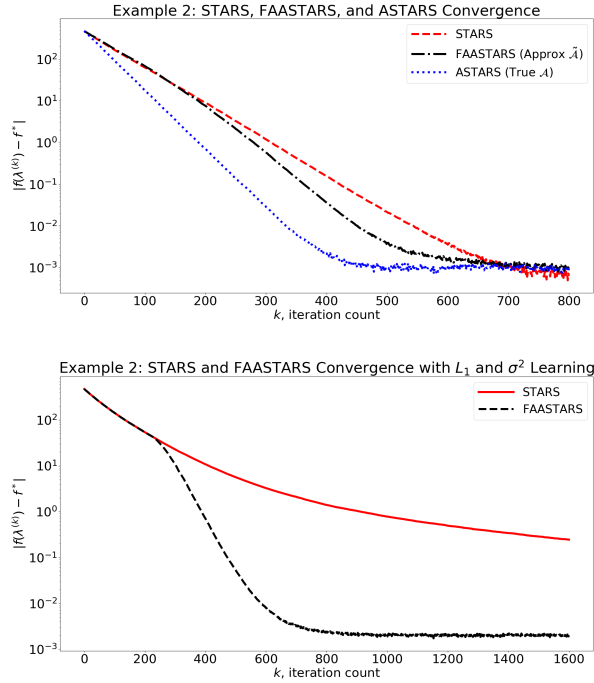 Example 2: STARS, FAASTARS, and ASTARS Convergence
STARS
FAASTARS (Approx $\tilde{\mathcal{A}}$)
ASTARS (True $\mathcal{A}$)
|f(λ⁽ᵏ⁾) − f*|
10²
10¹
10⁰
10⁻¹
10⁻²
10⁻³
0 100 200 300 400 500 600 700 800
k, iteration count
Example 2: STARS and FAASTARS Convergence with L₁ and σ² Learning
STARS
FAASTARS
|f(λ⁽ᵏ⁾) − f*|
10²
10¹
10⁰
10⁻¹
10⁻²
10⁻³
0 200 400 600 800 1000 1200 1400 1600
k, iteration count